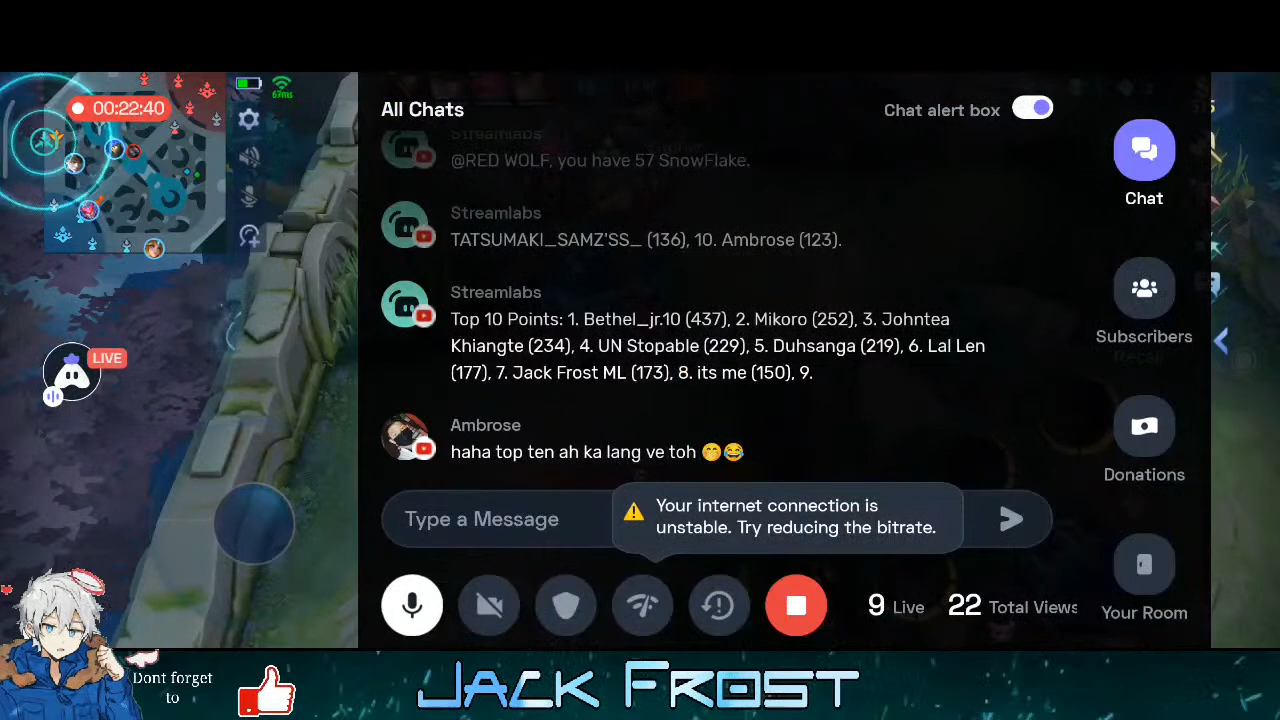 00:22:40
67ms
All Chats
Chat alert box
Streamlabs
@RED WOLF, you have 57 SnowFlake.
Streamlabs
TATSUMAKI_SAMZ'SS_ (136), 10. Ambrose (123).
Streamlabs
Top 10 Points: 1. Bethel_jr.10 (437), 2. Mikoro (252), 3. Johntea
Khiangte (234), 4. UN Stopable (229), 5. Duhsanga (219), 6. Lal Len
(177), 7. Jack Frost ML (173), 8. its me (150), 9.
Ambrose
haha top ten ah ka lang ve toh 🤭😂
Type a Message
Your internet connection is
unstable. Try reducing the bitrate.
9 Live 22 Total Views
Chat
Subscribers
Recall
Donations
Your Room
LIVE
Dont forget
to
JACK FROST